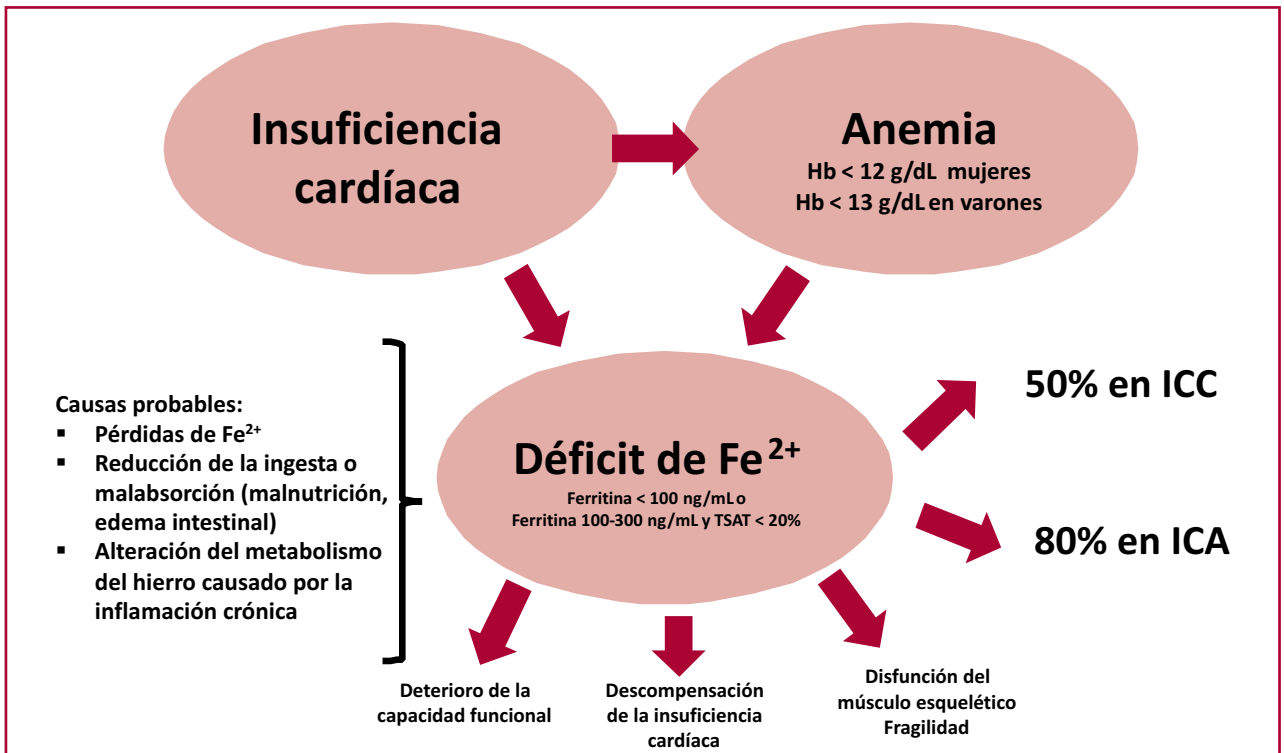 Insuficiencia
cardíaca
Anemia
Hb < 12 g/dL mujeres
Hb < 13 g/dL en varones
Causas probables:
▪ Pérdidas de Fe²⁺
▪ Reducción de la ingesta o
malabsorción (malnutrición,
edema intestinal)
▪ Alteración del metabolismo
del hierro causado por la
inflamación crónica
Déficit de Fe²⁺
Ferritina < 100 ng/mL o
Ferritina 100-300 ng/mL y TSAT < 20%
50% en ICC
80% en ICA
Deterioro de la
capacidad funcional
Descompensación
de la insuficiencia
cardíaca
Disfunción del
músculo esquelético
Fragilidad